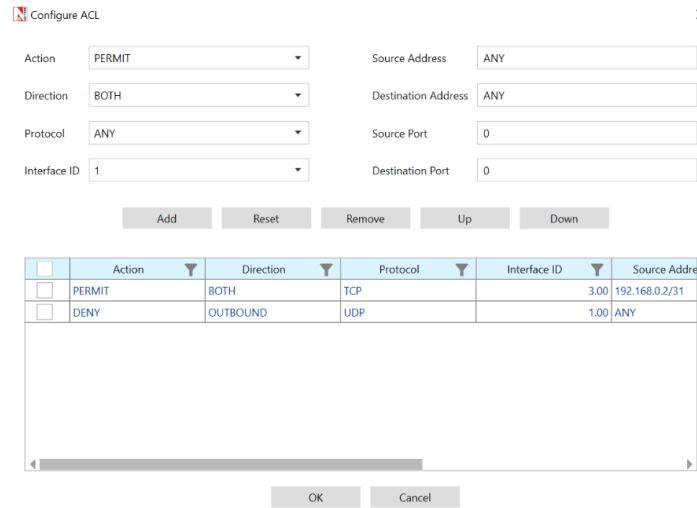 Configure ACL
Action PERMIT Source Address ANY
Direction BOTH Destination Address ANY
Protocol ANY Source Port 0
Interface ID 1 Destination Port 0
Add Reset Remove Up Down
Action Direction Protocol Interface ID Source Addre
PERMIT BOTH TCP 3.00 192.168.0.2/31
DENY OUTBOUND UDP 1.00 ANY
OK Cancel